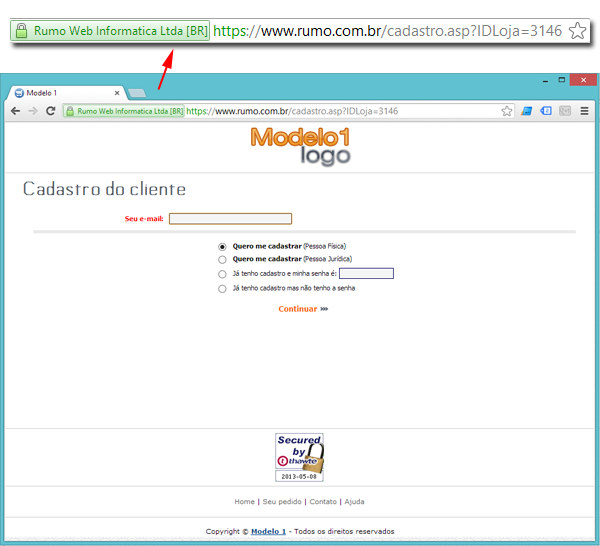 Rumo Web Informatica Ltda [BR] https://www.rumo.com.br/cadastro.asp?IDLoja=3146
Modelo 1
Rumo Web Informatica Ltda [BR] https://www.rumo.com.br/cadastro.asp?IDLoja=3146
Modelo1
logo
Cadastro do cliente
Seu e-mail:
Quero me cadastrar (Pessoa Física)
Quero me cadastrar (Pessoa Jurídica)
Já tenho cadastro e minha senha é:
Já tenho cadastro mas não tenho a senha
Continuar »»
Secured
by
thawte
2013-05-08
Home | Seu pedido | Contato | Ajuda
Copyright © Modelo 1 - Todos os direitos reservados